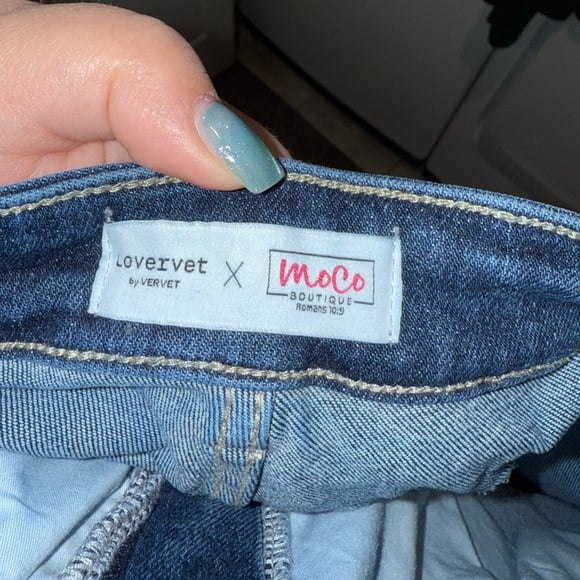 Lovervet
by VERVET
X
moco
BOUTIQUE
Romans 10:9